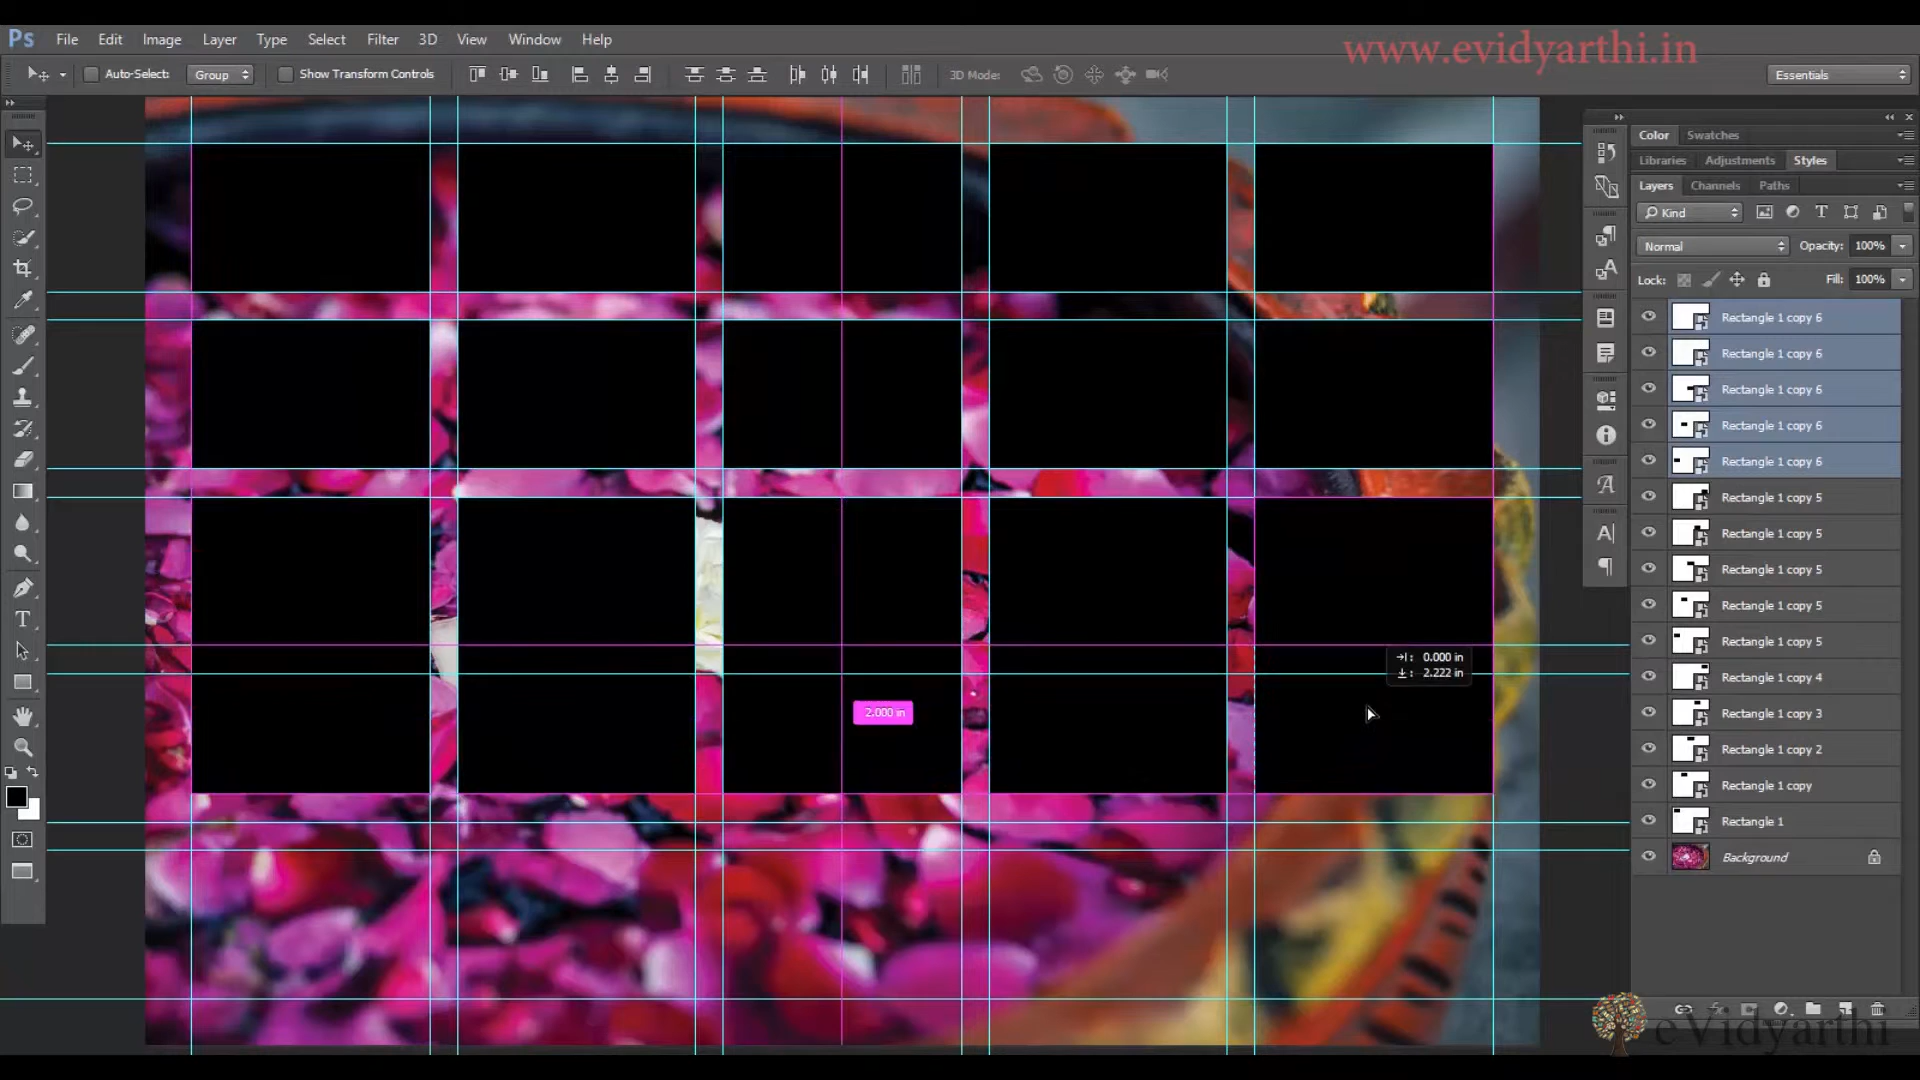 www.evidyarthi.in
Ps File Edit Image Layer Type Select Filter 3D View Window Help
Auto-Select: Group Show Transform Controls 3D Mode: Essentials
Color Swatches
Libraries Adjustments Styles
Layers Channels Paths
Kind T
Normal Opacity: 100%
Lock: Fill: 100%
Rectangle 1 copy 6
Rectangle 1 copy 6
Rectangle 1 copy 6
Rectangle 1 copy 6
Rectangle 1 copy 6
Rectangle 1 copy 5
Rectangle 1 copy 5
Rectangle 1 copy 5
Rectangle 1 copy 5
Rectangle 1 copy 5
Rectangle 1 copy 4
Rectangle 1 copy 3
Rectangle 1 copy 2
Rectangle 1 copy
Rectangle 1
Background
0.000 in
2.222 in
2.000 in
eVidyarthi